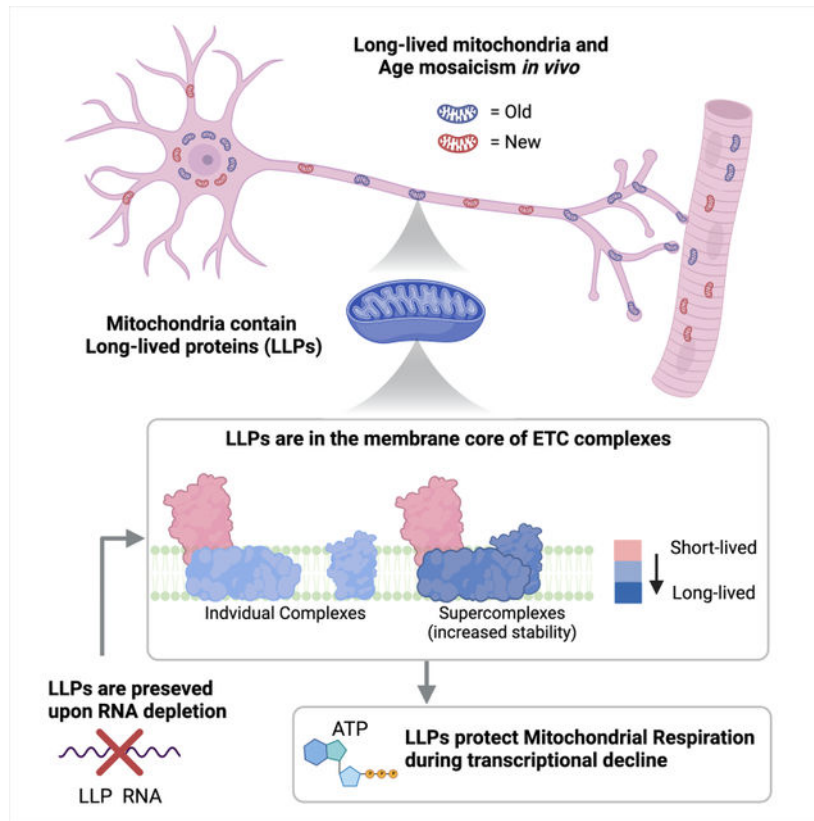 Long-lived mitochondria and
Age mosaicism in vivo
= Old
= New
Mitochondria contain
Long-lived proteins (LLPs)
LLPs are in the membrane core of ETC complexes
Short-lived
Long-lived
Indvidual Complexes
Supercomplexes
(increased stability)
LLPs are preseved
upon RNA depletion
LLP RNA
ATP
P P P
LLPs protect Mitochondrial Respiration
during transcriptional decline